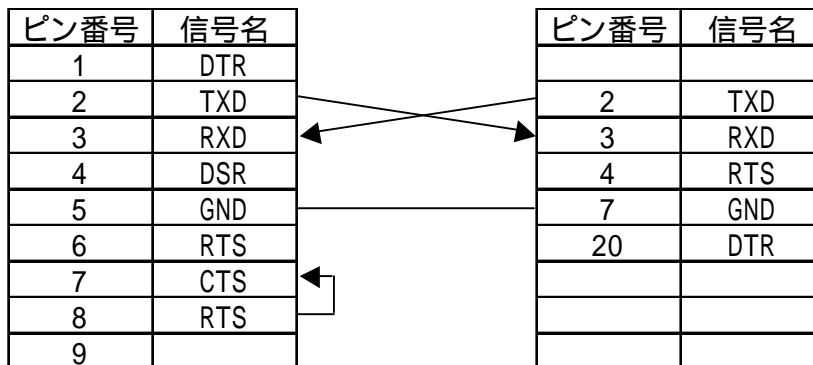 ピン番号 信号名 ピン番号 信号名
1 DTR
2 TXD 2 TXD
3 RXD 3 RXD
4 DSR 4 RTS
5 GND 7 GND
6 RTS 20 DTR
7 CTS
8 RTS
9